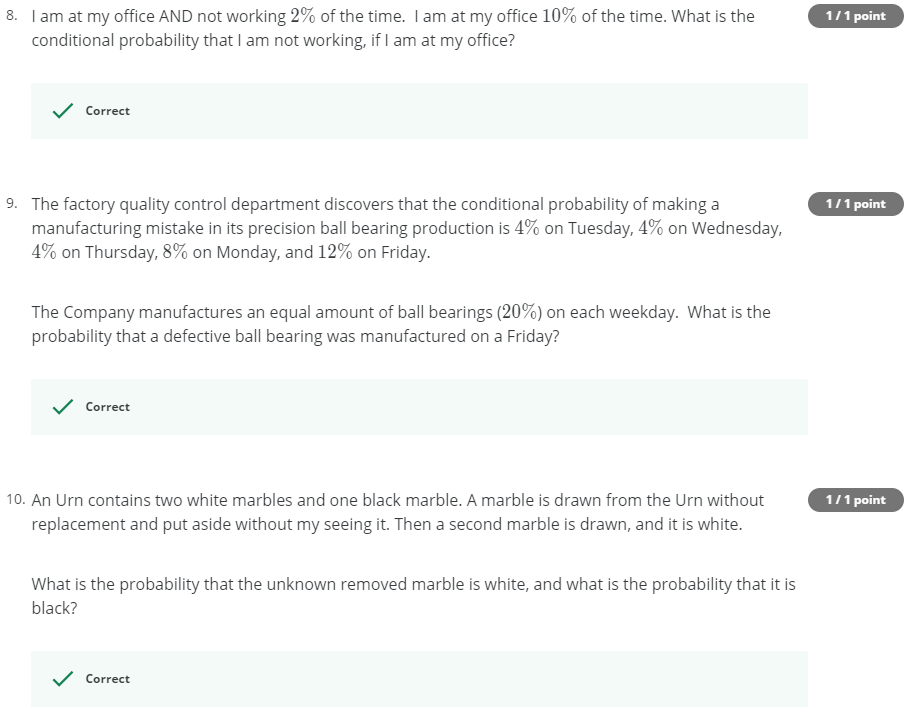 8. I am at my office AND not working 2% of the time.  I am at my office 10% of the time. What is the
1 / 1 point
conditional probability that I am not working, if I am at my office?
Correct
9. The factory quality control department discovers that the conditional probability of making a
1 / 1 point
manufacturing mistake in its precision ball bearing production is 4% on Tuesday, 4% on Wednesday,
4% on Thursday, 8% on Monday, and 12% on Friday.
The Company manufactures an equal amount of ball bearings (20%) on each weekday.  What is the
probability that a defective ball bearing was manufactured on a Friday?
Correct
10. An Urn contains two white marbles and one black marble. A marble is drawn from the Urn without
1 / 1 point
replacement and put aside without my seeing it. Then a second marble is drawn, and it is white.
What is the probability that the unknown removed marble is white, and what is the probability that it is
black?
Correct